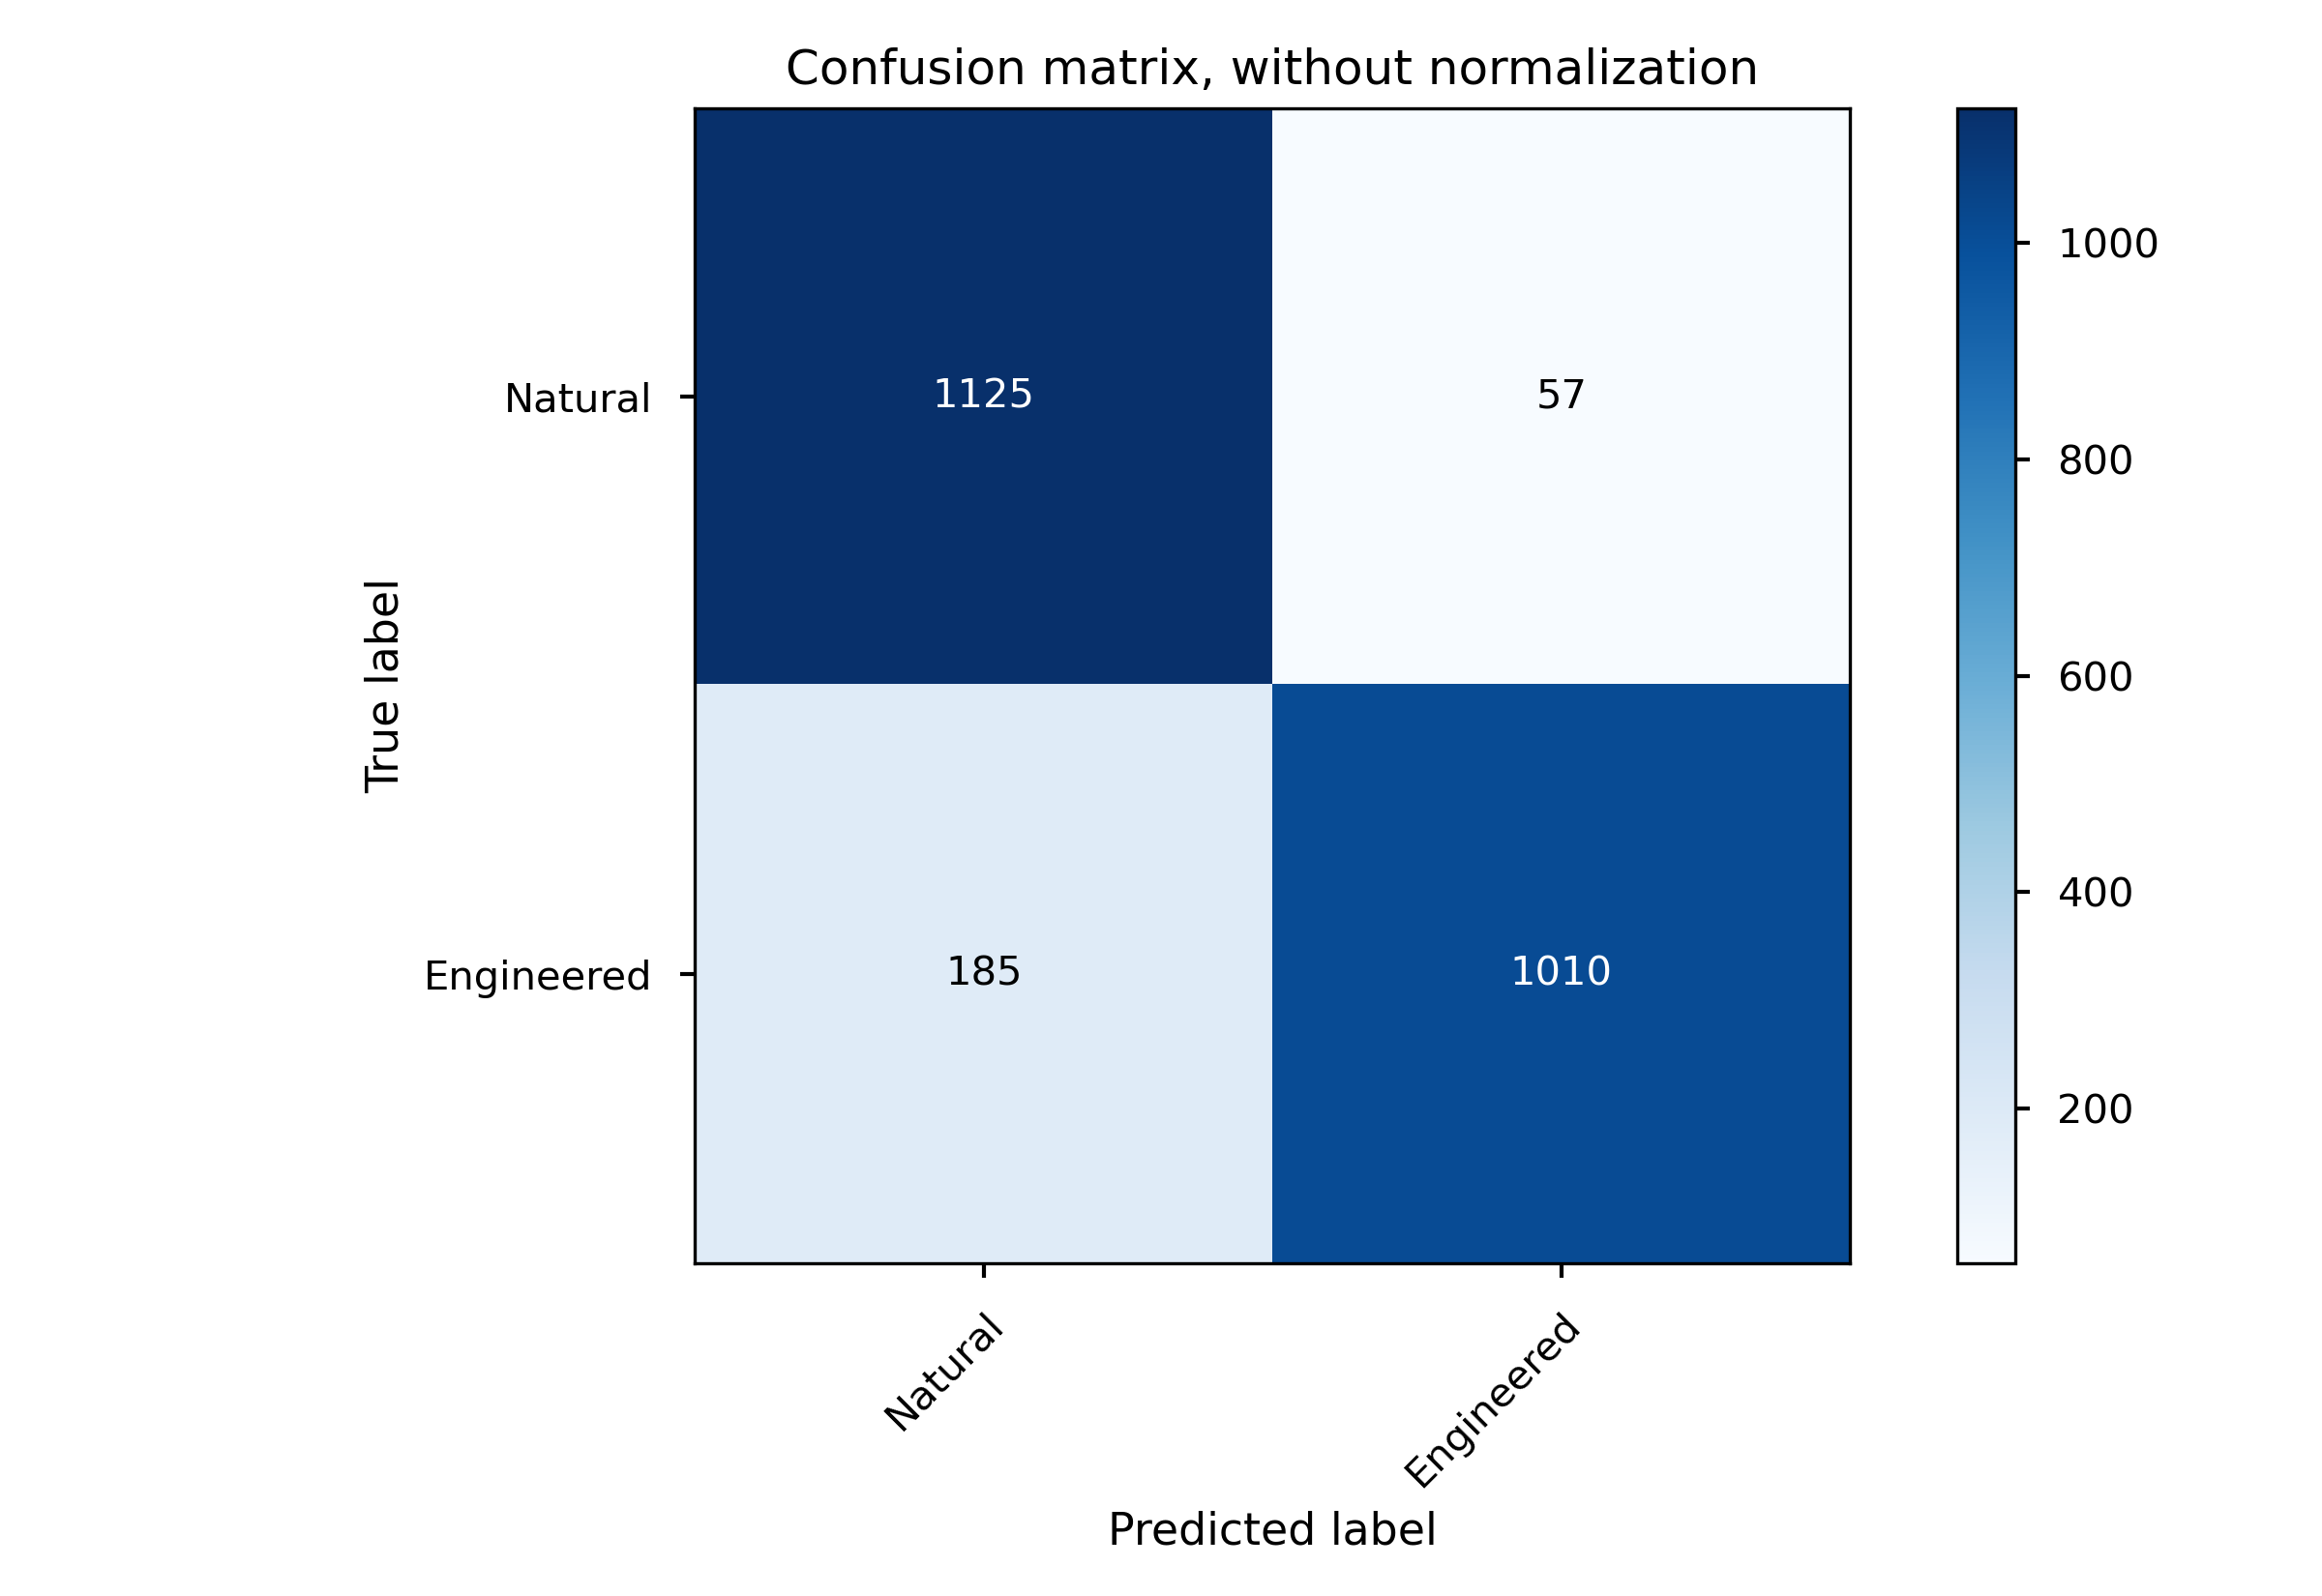 Confusion matrix, without normalization
True label
Natural
Engineered
1125
57
185
1010
1000
800
600
400
200
Natural
Engineered
Predicted label